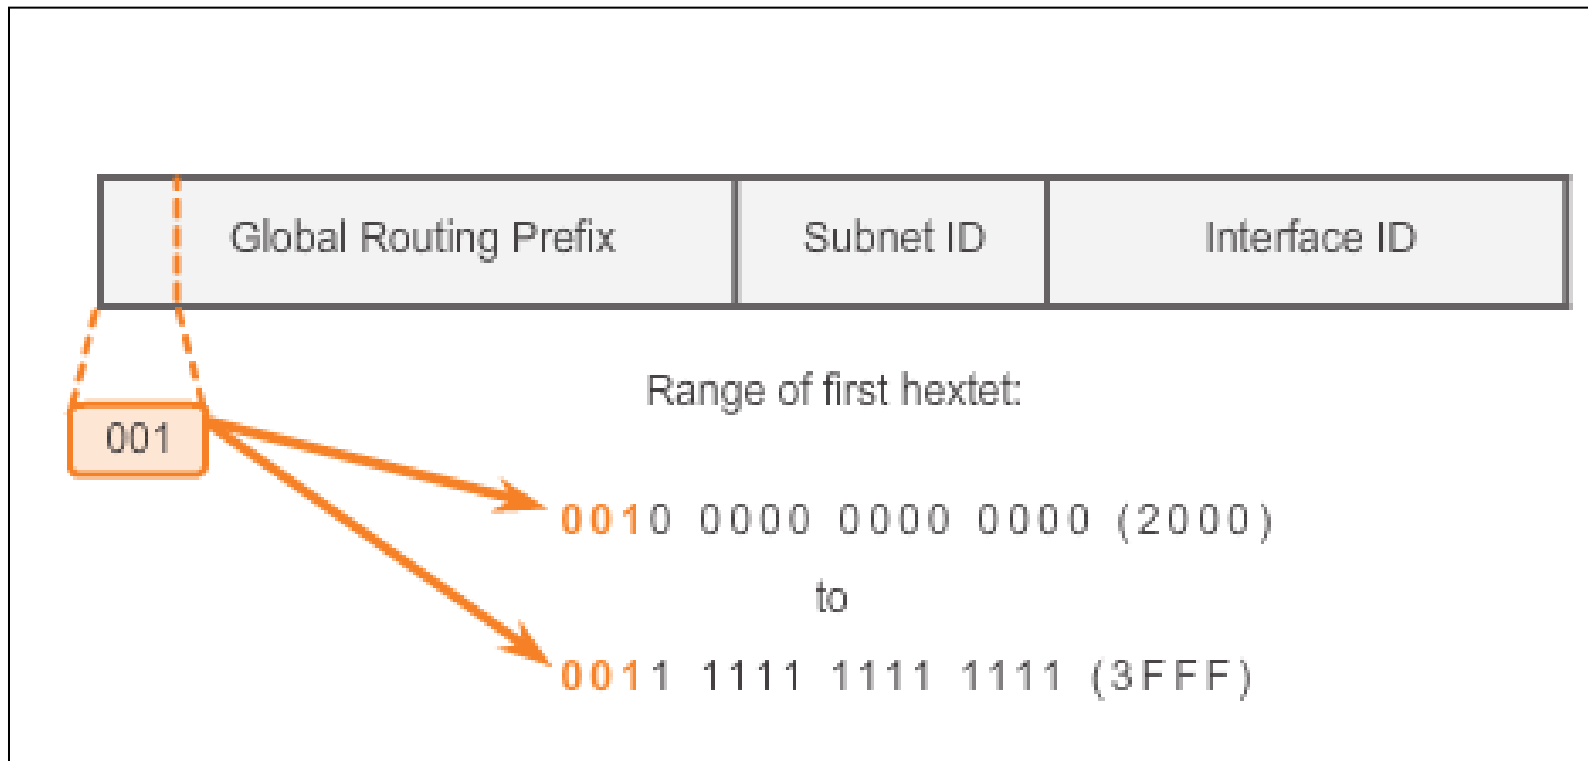 Global Routing Prefix Subnet ID Interface ID
Range of first hextet:
001
0010 0000 0000 0000 (2000)
to
0011 1111 1111 1111 (3FFF)